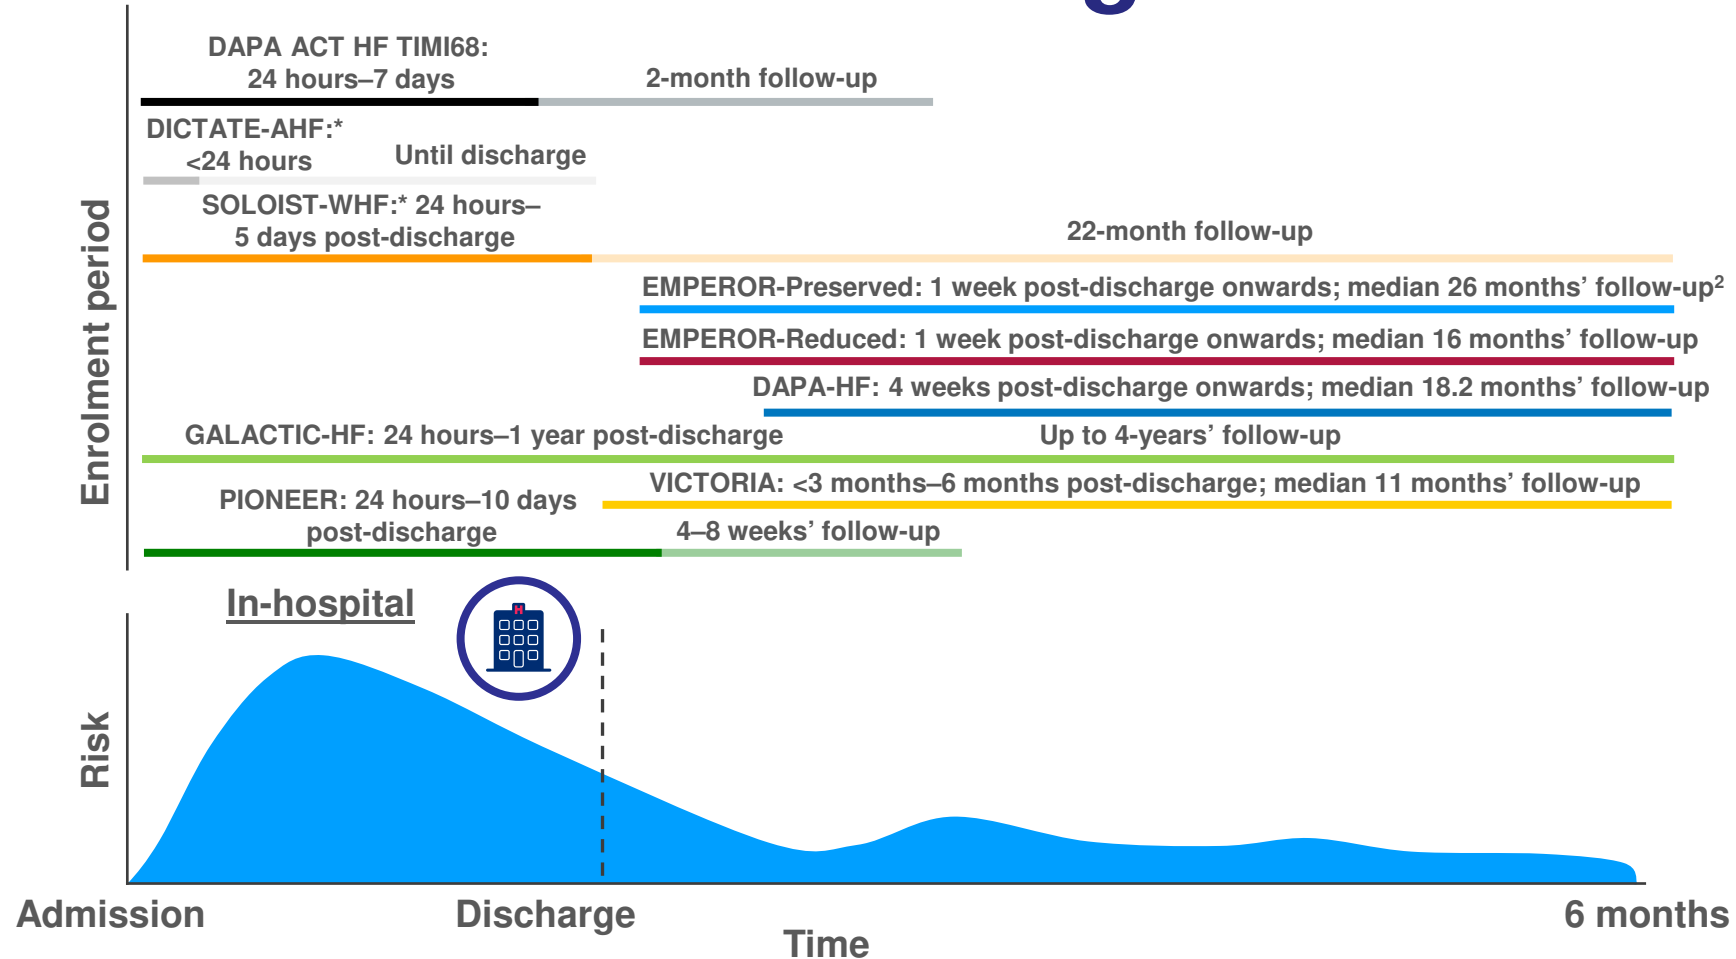 DAPA ACT HF TIMI68:
24 hours–7 days
2-month follow-up
DICTATE-AHF:*
<24 hours
Until discharge
SOLOIST-WHF:* 24 hours–
5 days post-discharge
22-month follow-up
EMPEROR-Preserved: 1 week post-discharge onwards; median 26 months’ follow-up²
EMPEROR-Reduced: 1 week post-discharge onwards; median 16 months’ follow-up
DAPA-HF: 4 weeks post-discharge onwards; median 18.2 months’ follow-up
GALACTIC-HF: 24 hours–1 year post-discharge
Up to 4-years’ follow-up
VICTORIA: <3 months–6 months post-discharge; median 11 months’ follow-up
PIONEER: 24 hours–10 days
post-discharge
4–8 weeks’ follow-up
Enrolment period
In-hospital
H
Risk
Admission
Discharge
6 months
Time